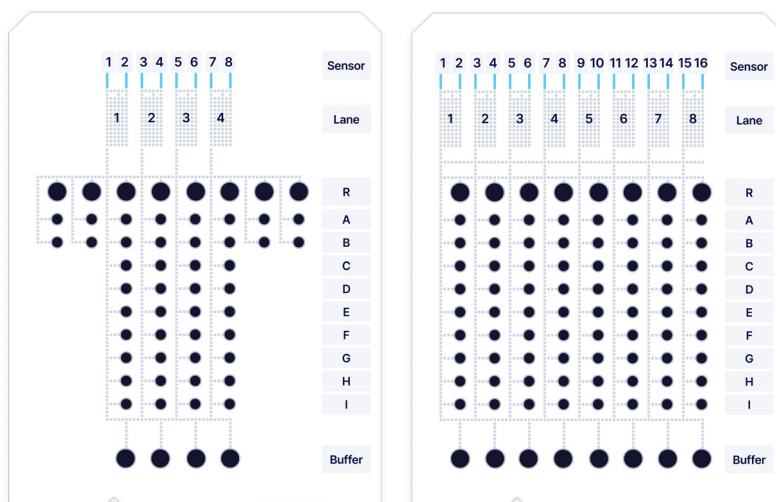 1 2 3 4 5 6 7 8 Sensor
1 2 3 4 Lane
R
A
B
C
D
E
F
G
H
I
Buffer
1 2 3 4 5 6 7 8 9 10 11 12 13 14 15 16 Sensor
1 2 3 4 5 6 7 8 Lane
R
A
B
C
D
E
F
G
H
I
Buffer